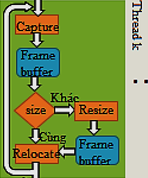 Capture
Frame
buffer
Khác
size
Resize
Cùng
Relocate
Frame
buffer
Thread k